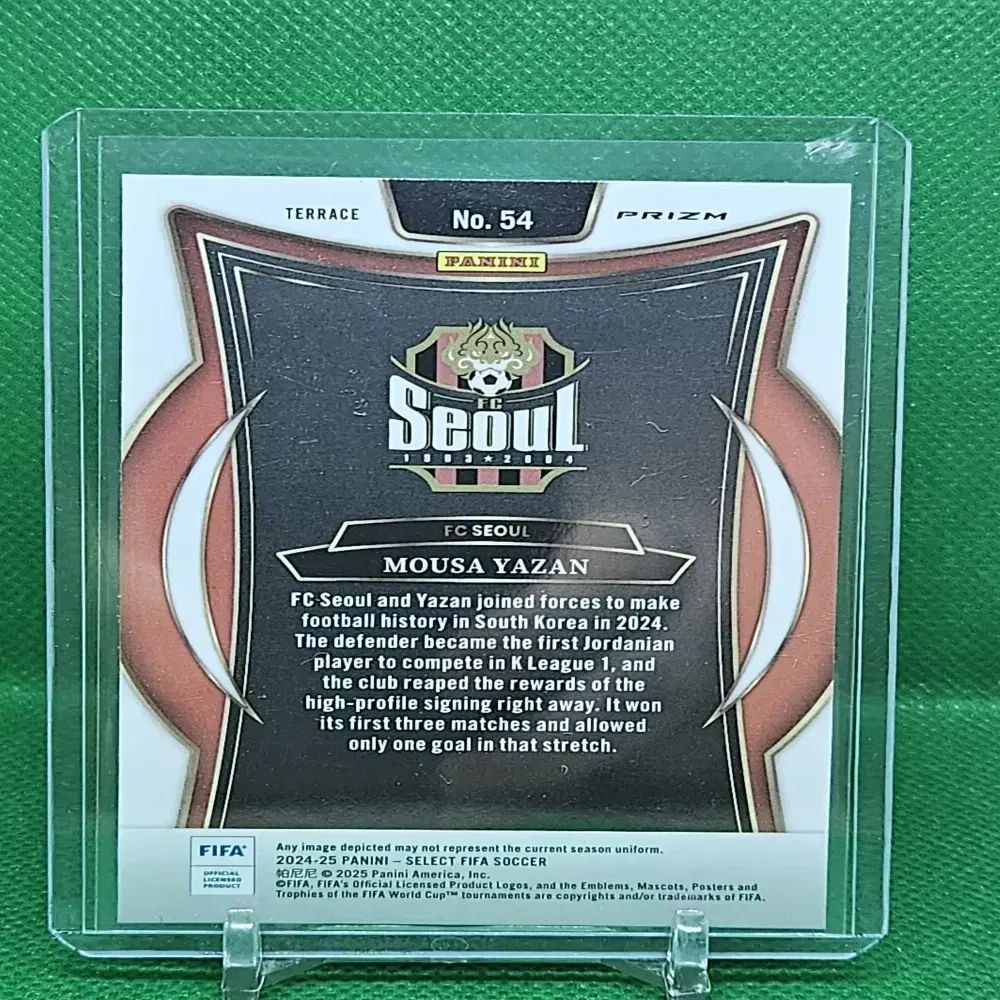 TERRACE
No. 54
PRIZM
PANINI
FC
Seoul
1983★2004
FC SEOUL
MOUSA YAZAN
FC Seoul and Yazan joined forces to make
football history in South Korea in 2024.
The defender became the first Jordanian
player to compete in K League 1, and
the club reaped the rewards of the
high-profile signing right away. It won
its first three matches and allowed
only one goal in that stretch.
FIFA®
OFFICIAL
LICENSED
PRODUCT
Any image depicted may not represent the current season uniform.
2024-25 PANINI – SELECT FIFA SOCCER
帕尼尼 © 2025 Panini America, Inc.
©FIFA, FIFA's Official Licensed Product Logos, and the Emblems, Mascots, Posters and
Trophies of the FIFA World Cup™ tournaments are copyrights and/or trademarks of FIFA.